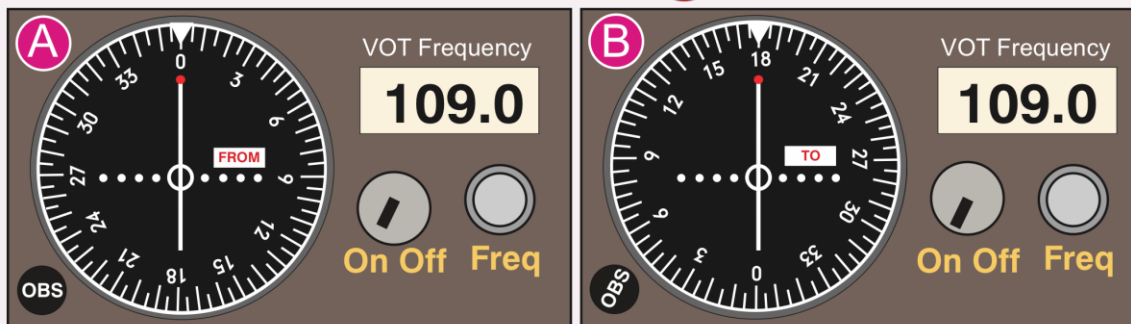 A
VOT Frequency
109.0
0
3
6
9
12
15
18
21
24
27
30
33
FROM
On Off
Freq
OBS
B
VOT Frequency
109.0
18
21
24
27
30
33
0
3
6
9
12
15
TO
On Off
Freq
OBS